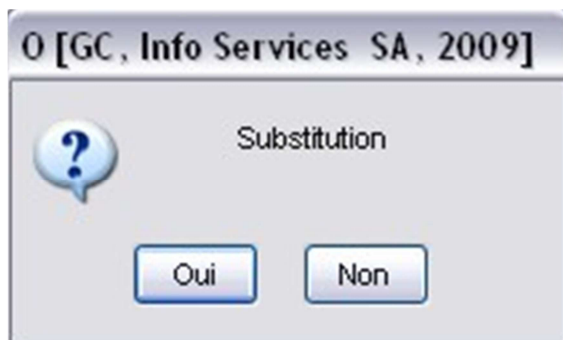 O [GC, Info Services SA, 2009]
Substitution
Oui Non